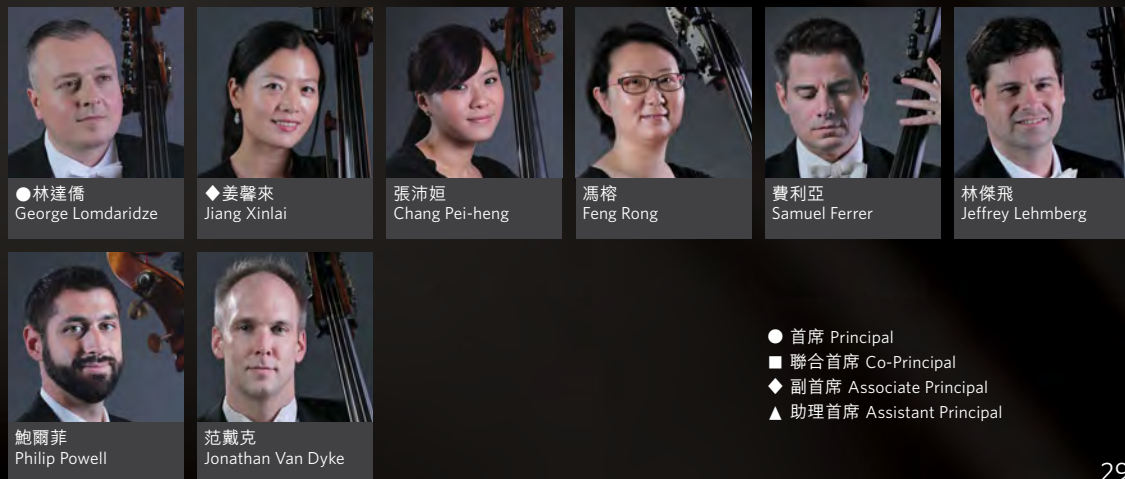 ●林達僑
George Lomdaridze
◆姜馨來
Jiang Xinlai
張沛姮
Chang Pei-heng
馮榕
Feng Rong
費利亞
Samuel Ferrer
林傑飛
Jeffrey Lehmberg
鮑爾菲
Philip Powell
范戴克
Jonathan Van Dyke
● 首席 Principal
■ 聯合首席 Co-Principal
◆ 副首席 Associate Principal
▲ 助理首席 Assistant Principal
29